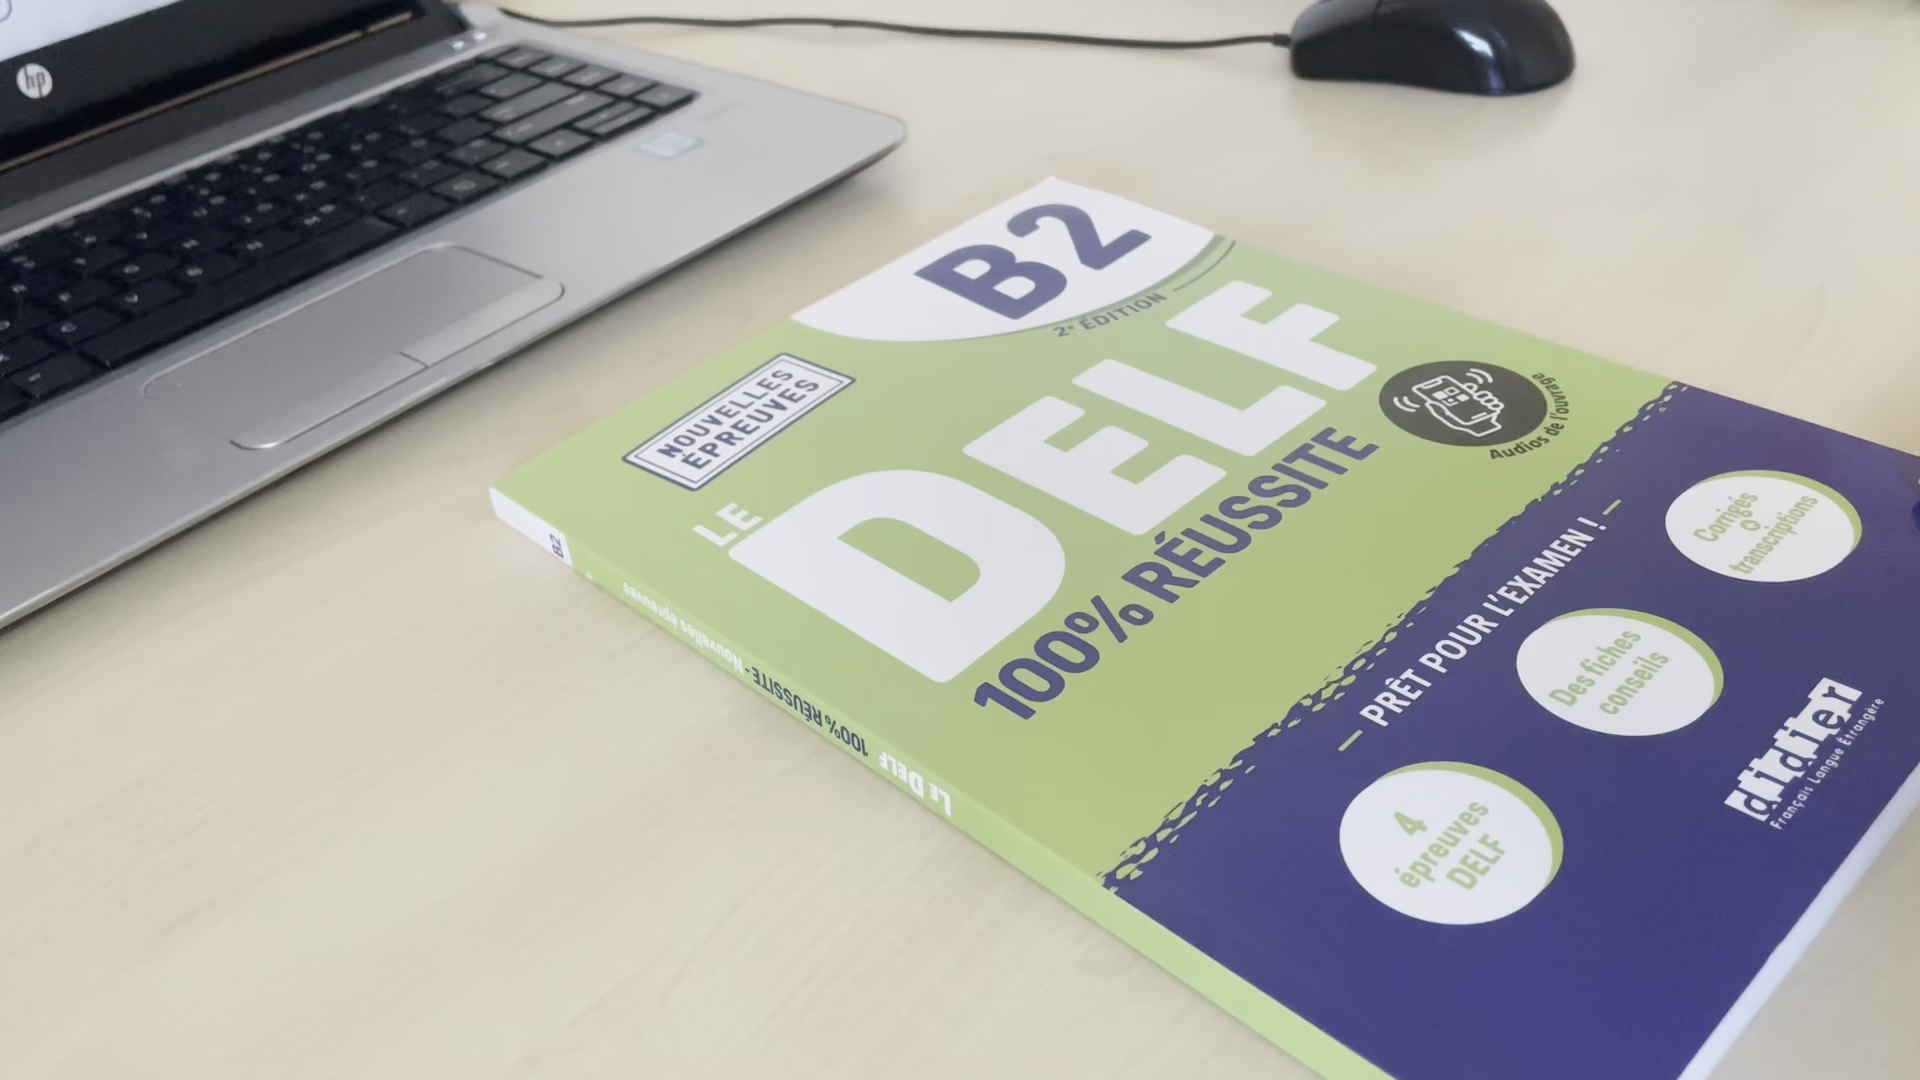 hp
B2
2e ÉDITION
NOUVELLES
ÉPREUVES
LE
DELF
100% RÉUSSITE
Audios de l'ouvrage
PRÊT POUR L'EXAMEN !
4
épreuves
DELF
Des fiches
conseils
Corrigés
transcriptions
didier
Français Langue Étrangère
LE DELF 100% RÉUSSITE - Nouvelles épreuves
B2